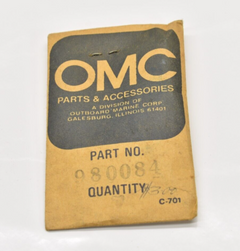 OMC
PARTS & ACCESSORIES
A DIVISION OF
OUTBOARD MARINE CORP.
GALESBURG, ILLINOIS 61401
PART NO.
980084
QUANTITY
C-701